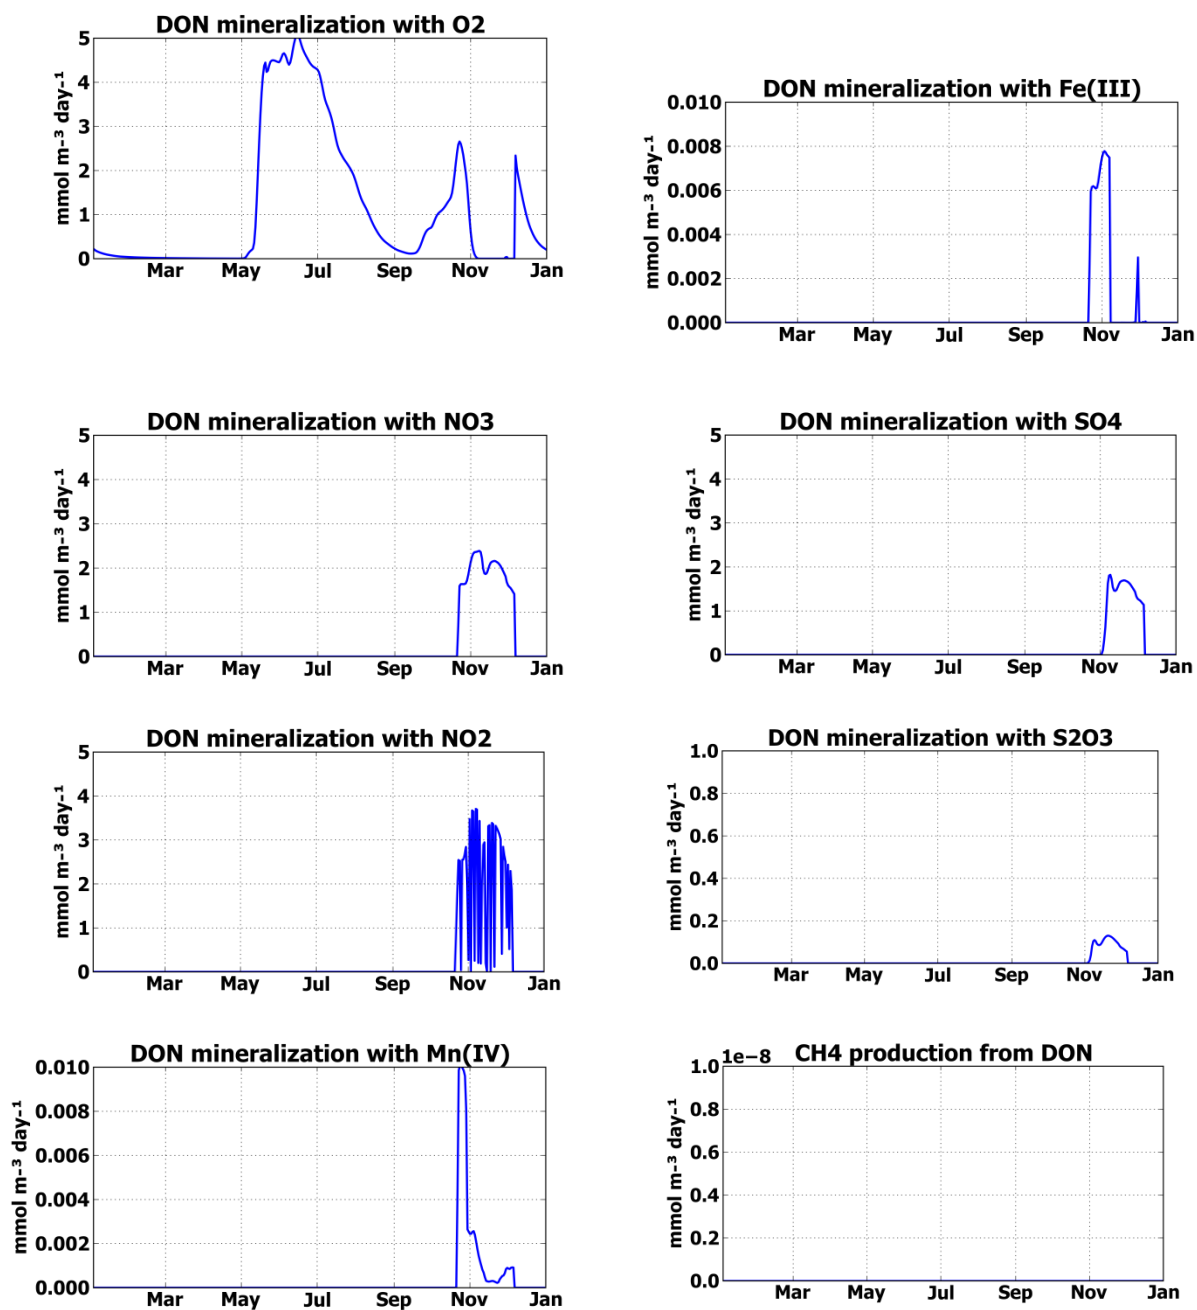 DON mineralization with O2
mmol m-³ day-¹
5
4
3
2
1
0
Mar May Jul Sep Nov Jan
DON mineralization with Fe(III)
mmol m-³ day-¹
0.010
0.008
0.006
0.004
0.002
0.000
Mar May Jul Sep Nov Jan
DON mineralization with NO3
mmol m-³ day-¹
5
4
3
2
1
0
Mar May Jul Sep Nov Jan
DON mineralization with SO4
mmol m-³ day-¹
5
4
3
2
1
0
Mar May Jul Sep Nov Jan
DON mineralization with NO2
mmol m-³ day-¹
5
4
3
2
1
0
Mar May Jul Sep Nov Jan
DON mineralization with S2O3
mmol m-³ day-¹
1.0
0.8
0.6
0.4
0.2
0.0
Mar May Jul Sep Nov Jan
DON mineralization with Mn(IV)
mmol m-³ day-¹
0.010
0.008
0.006
0.004
0.002
0.000
Mar May Jul Sep Nov Jan
1e−8 CH4 production from DON
mmol m-³ day-¹
1.0
0.8
0.6
0.4
0.2
0.0
Mar May Jul Sep Nov Jan